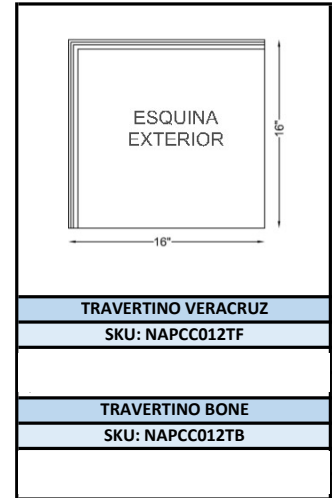 ESQUINA
EXTERIOR
16"
16"
TRAVERTINO VERACRUZ
SKU: NAPCC012TF
TRAVERTINO BONE
SKU: NAPCC012TB